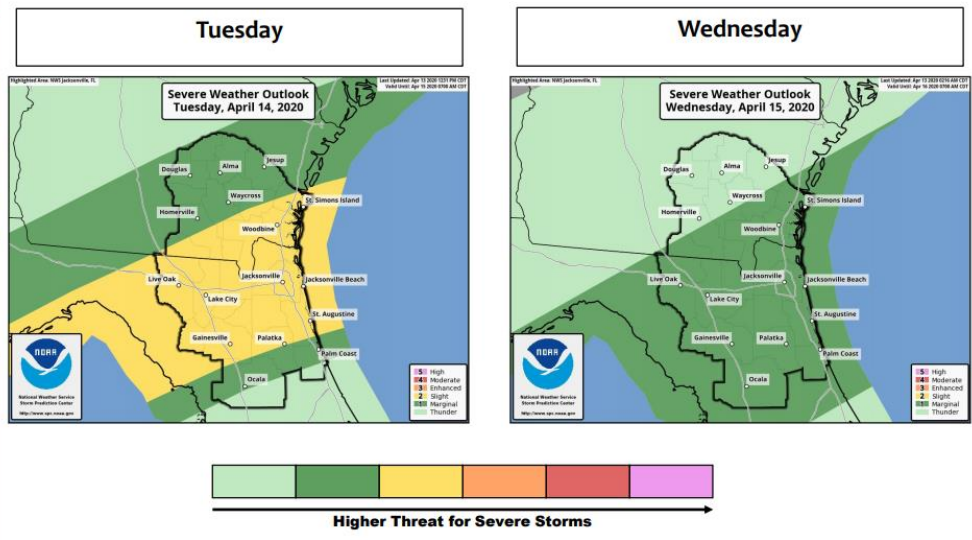 Tuesday
Wednesday
Highlighted Area: NWS Jacksonville, FL
Last Updated: Apr 13 2020 1231 PM CDT
Valid Until: Apr 15 2020 0700 AM CDT
Severe Weather Outlook
Tuesday, April 14, 2020
Douglas
Alma
Jesup
Waycross
St. Simons Island
Homerville
Woodbine
Live Oak
Jacksonville
Jacksonville Beach
Lake City
St. Augustine
Gainesville
Palatka
Palm Coast
Ocala
NOAA
National Weather Service
Storm Prediction Center
http://www.spc.noaa.gov
5 High
4 Moderate
3 Enhanced
2 Slight
1 Marginal
Thunder
Highlighted Area: NWS Jacksonville, FL
Last Updated: Apr 13 2020 0216 AM CDT
Valid Until: Apr 16 2020 0700 AM CDT
Severe Weather Outlook
Wednesday, April 15, 2020
Douglas
Alma
Jesup
Waycross
St. Simons Island
Homerville
Woodbine
Live Oak
Jacksonville
Jacksonville Beach
Lake City
St. Augustine
Gainesville
Palatka
Palm Coast
Ocala
NOAA
National Weather Service
Storm Prediction Center
http://www.spc.noaa.gov
5 High
4 Moderate
3 Enhanced
2 Slight
1 Marginal
Thunder
Higher Threat for Severe Storms